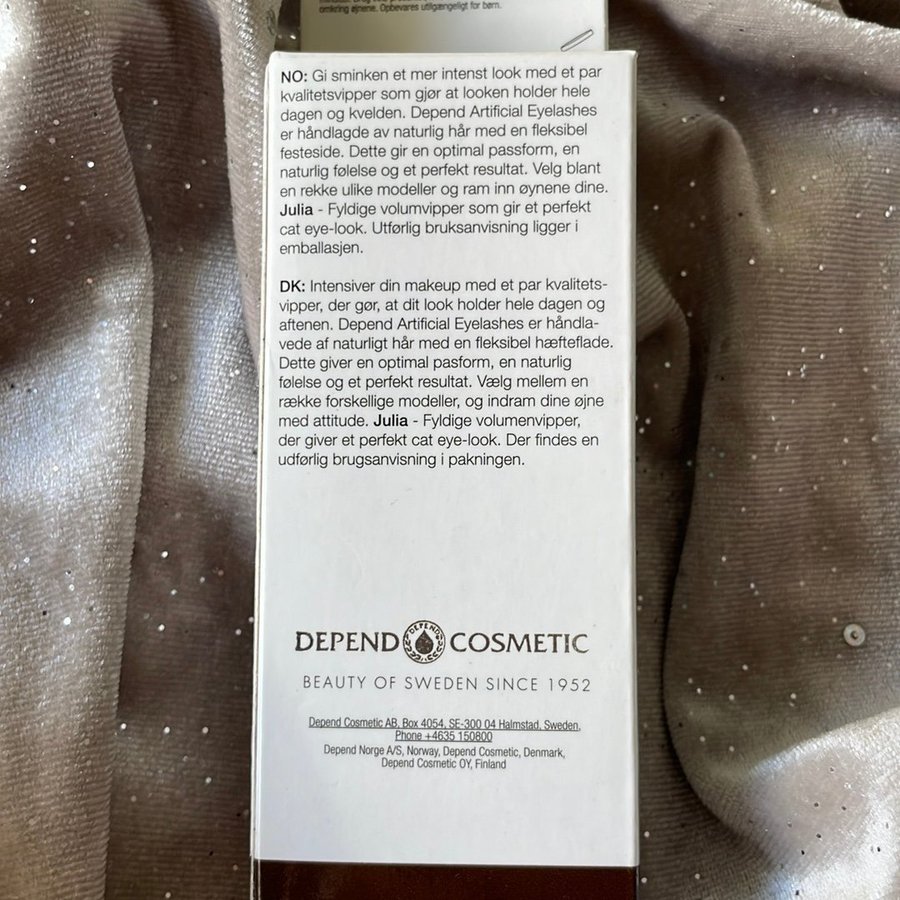 omkring øjnene. Opbevares utilgængeligt for børn.
NO: Gi sminken et mer intenst look med et par
kvalitetsvipper som gjør at looken holder hele
dagen og kvelden. Depend Artificial Eyelashes
er håndlagde av naturlig hår med en fleksibel
festeside. Dette gir en optimal passform, en
naturlig følelse og et perfekt resultat. Velg blant
en rekke ulike modeller og ram inn øynene dine.
Julia - Fyldige volumvipper som gir et perfekt
cat eye-look. Utførlig bruksanvisning ligger i
emballasjen.
DK: Intensiver din makeup med et par kvalitets-
vipper, der gør, at dit look holder hele dagen og
aftenen. Depend Artificial Eyelashes er håndla-
vede af naturligt hår med en fleksibel hæfteflade.
Dette giver en optimal pasform, en naturlig
følelse og et perfekt resultat. Vælg mellem en
række forskellige modeller, og indram dine øjne
med attitude. Julia - Fyldige volumenvipper,
der giver et perfekt cat eye-look. Der findes en
udførlig brugsanvisning i pakningen.
DEPEND DEPEND COSMETIC
BEAUTY OF SWEDEN SINCE 1952
Depend Cosmetic AB, Box 4054, SE-300 04 Halmstad, Sweden,
Phone +4635 150800
Depend Norge A/S, Norway, Depend Cosmetic, Denmark,
Depend Cosmetic OY, Finland